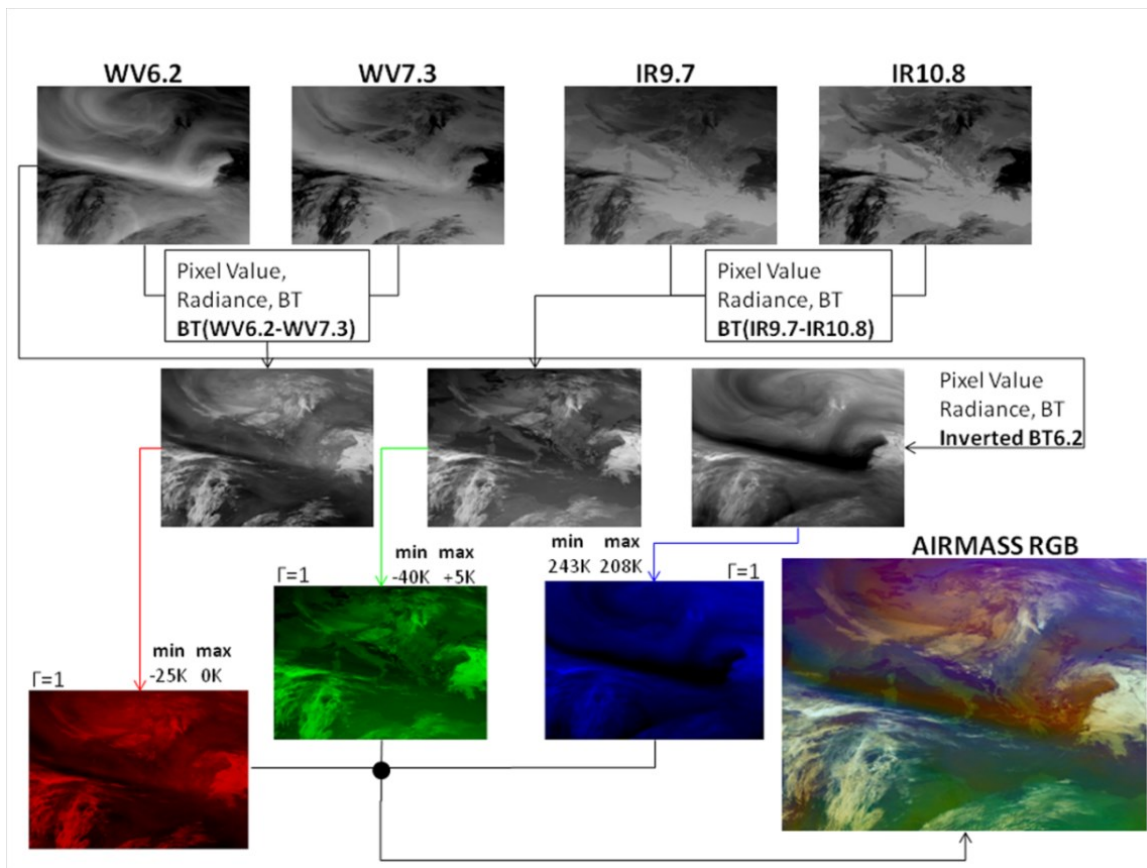 WV6.2
WV7.3
IR9.7
IR10.8
Pixel Value,
Radiance, BT
BT(WV6.2-WV7.3)
Pixel Value
Radiance, BT
BT(IR9.7-IR10.8)
Pixel Value
Radiance, BT
Inverted BT6.2
min max
-25K 0K
Γ=1
min max
-40K +5K
Γ=1
min max
243K 208K
Γ=1
AIRMASS RGB